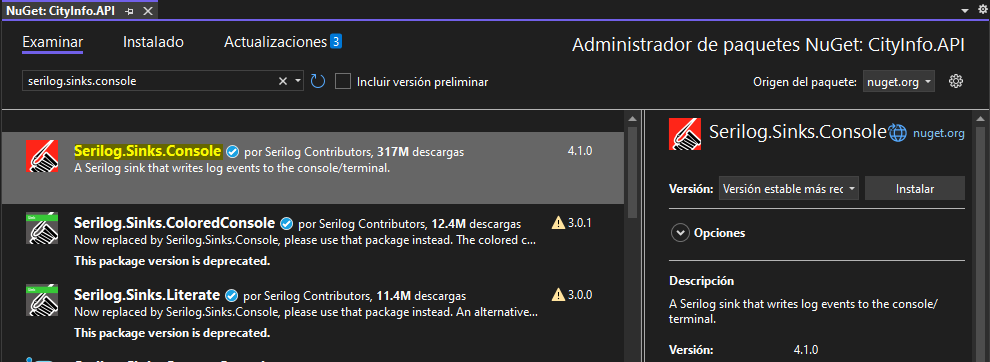 NuGet: CityInfo.API
Examinar Instalado Actualizaciones 3
Administrador de paquetes NuGet: CityInfo.API
serilog.sinks.console
Incluir versión preliminar
Origen del paquete: nuget.org
Serilog.Sinks.Console por Serilog Contributors, 317M descargas 4.1.0
A Serilog sink that writes log events to the console/terminal.
Serilog.Sinks.ColoredConsole por Serilog Contributors, 12.4M descargas 3.0.1
Now replaced by Serilog.Sinks.Console, please use that package instead. The colored c...
This package version is deprecated.
Serilog.Sinks.Literate por Serilog Contributors, 11.4M descargas 3.0.0
Now replaced by Serilog.Sinks.Console, please use that package instead. An alternative...
This package version is deprecated.
Serilog.Sinks.Console nuget.org
Versión: Versión estable más rec Instalar
Opciones
Descripción
A Serilog sink that writes log events to the console/
terminal.
Versión: 4.1.0